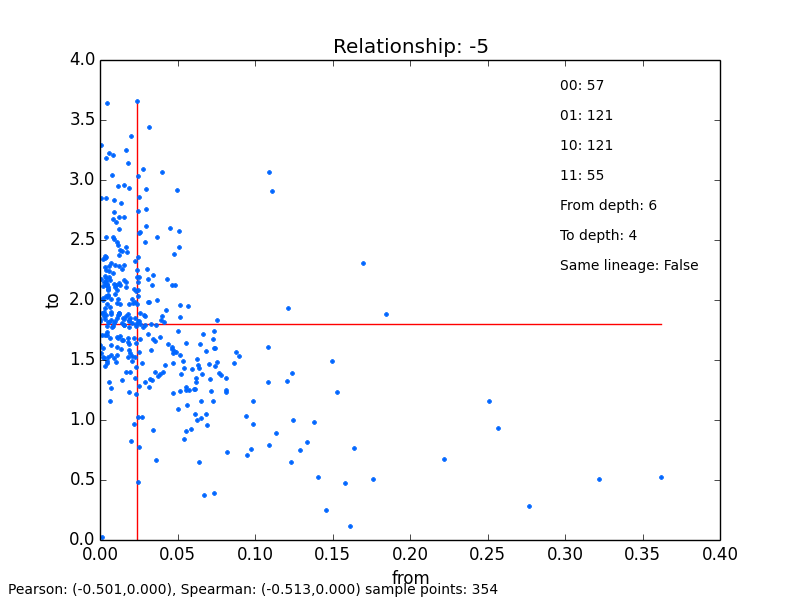 Relationship: -5
4.0
3.5
3.0
2.5
2.0
1.5
1.0
0.5
0.0
to
00: 57
01: 121
10: 121
11: 55
From depth: 6
To depth: 4
Same lineage: False
0.00 0.05 0.10 0.15 0.20 0.25 0.30 0.35 0.40
from
Pearson: (-0.501,0.000), Spearman: (-0.513,0.000) sample points: 354